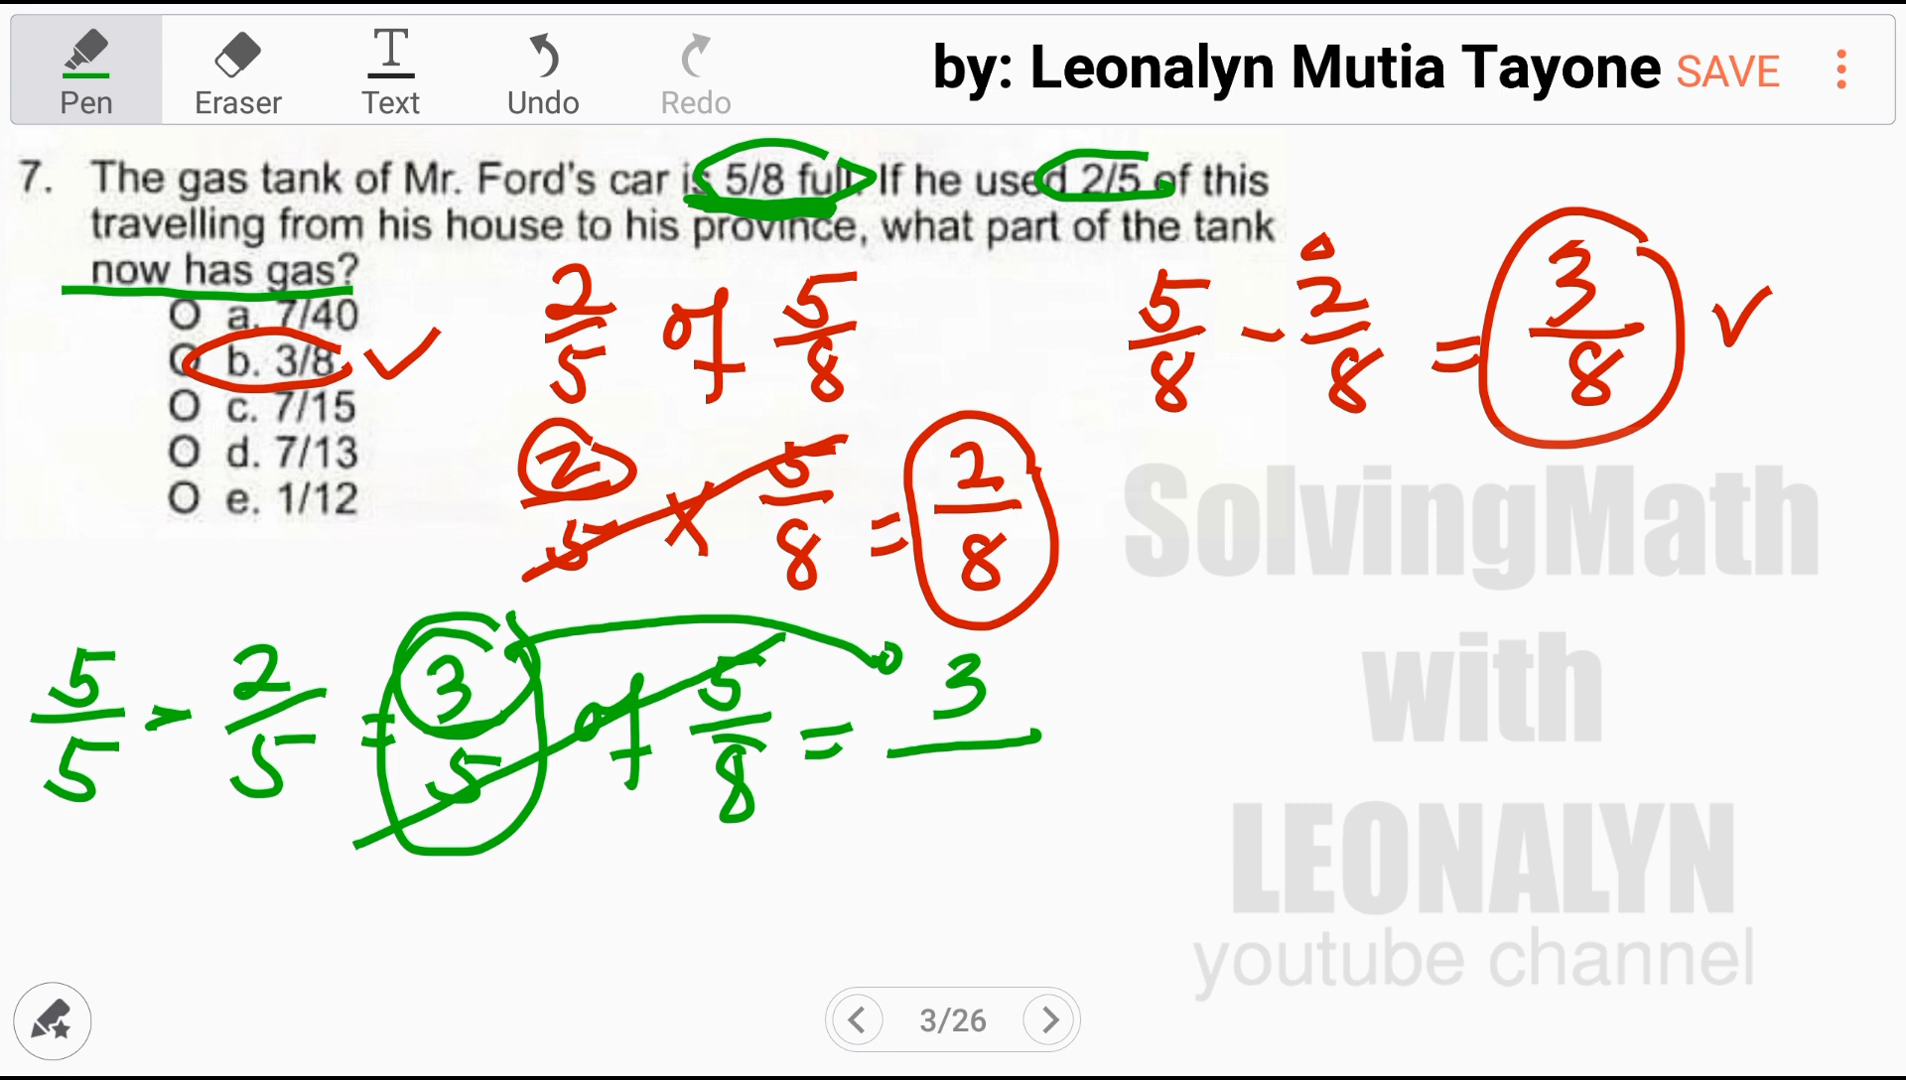 Pen Eraser Text Undo Redo by: Leonalyn Mutia Tayone SAVE
7. The gas tank of Mr. Ford's car is 5/8 full. If he used 2/5 of this
travelling from his house to his province, what part of the tank
now has gas?
O a. 7/40
O b. 3/8
O c. 7/15
O d. 7/13
O e. 1/12
2/5 of 5/8
2/5 x 5/8 = 2/8
5/8 - 2/8 = 3/8
5/5 - 2/5 = 3/5 of 5/8 = 3
SolvingMath
with
LEONALYN
youtube channel
3/26